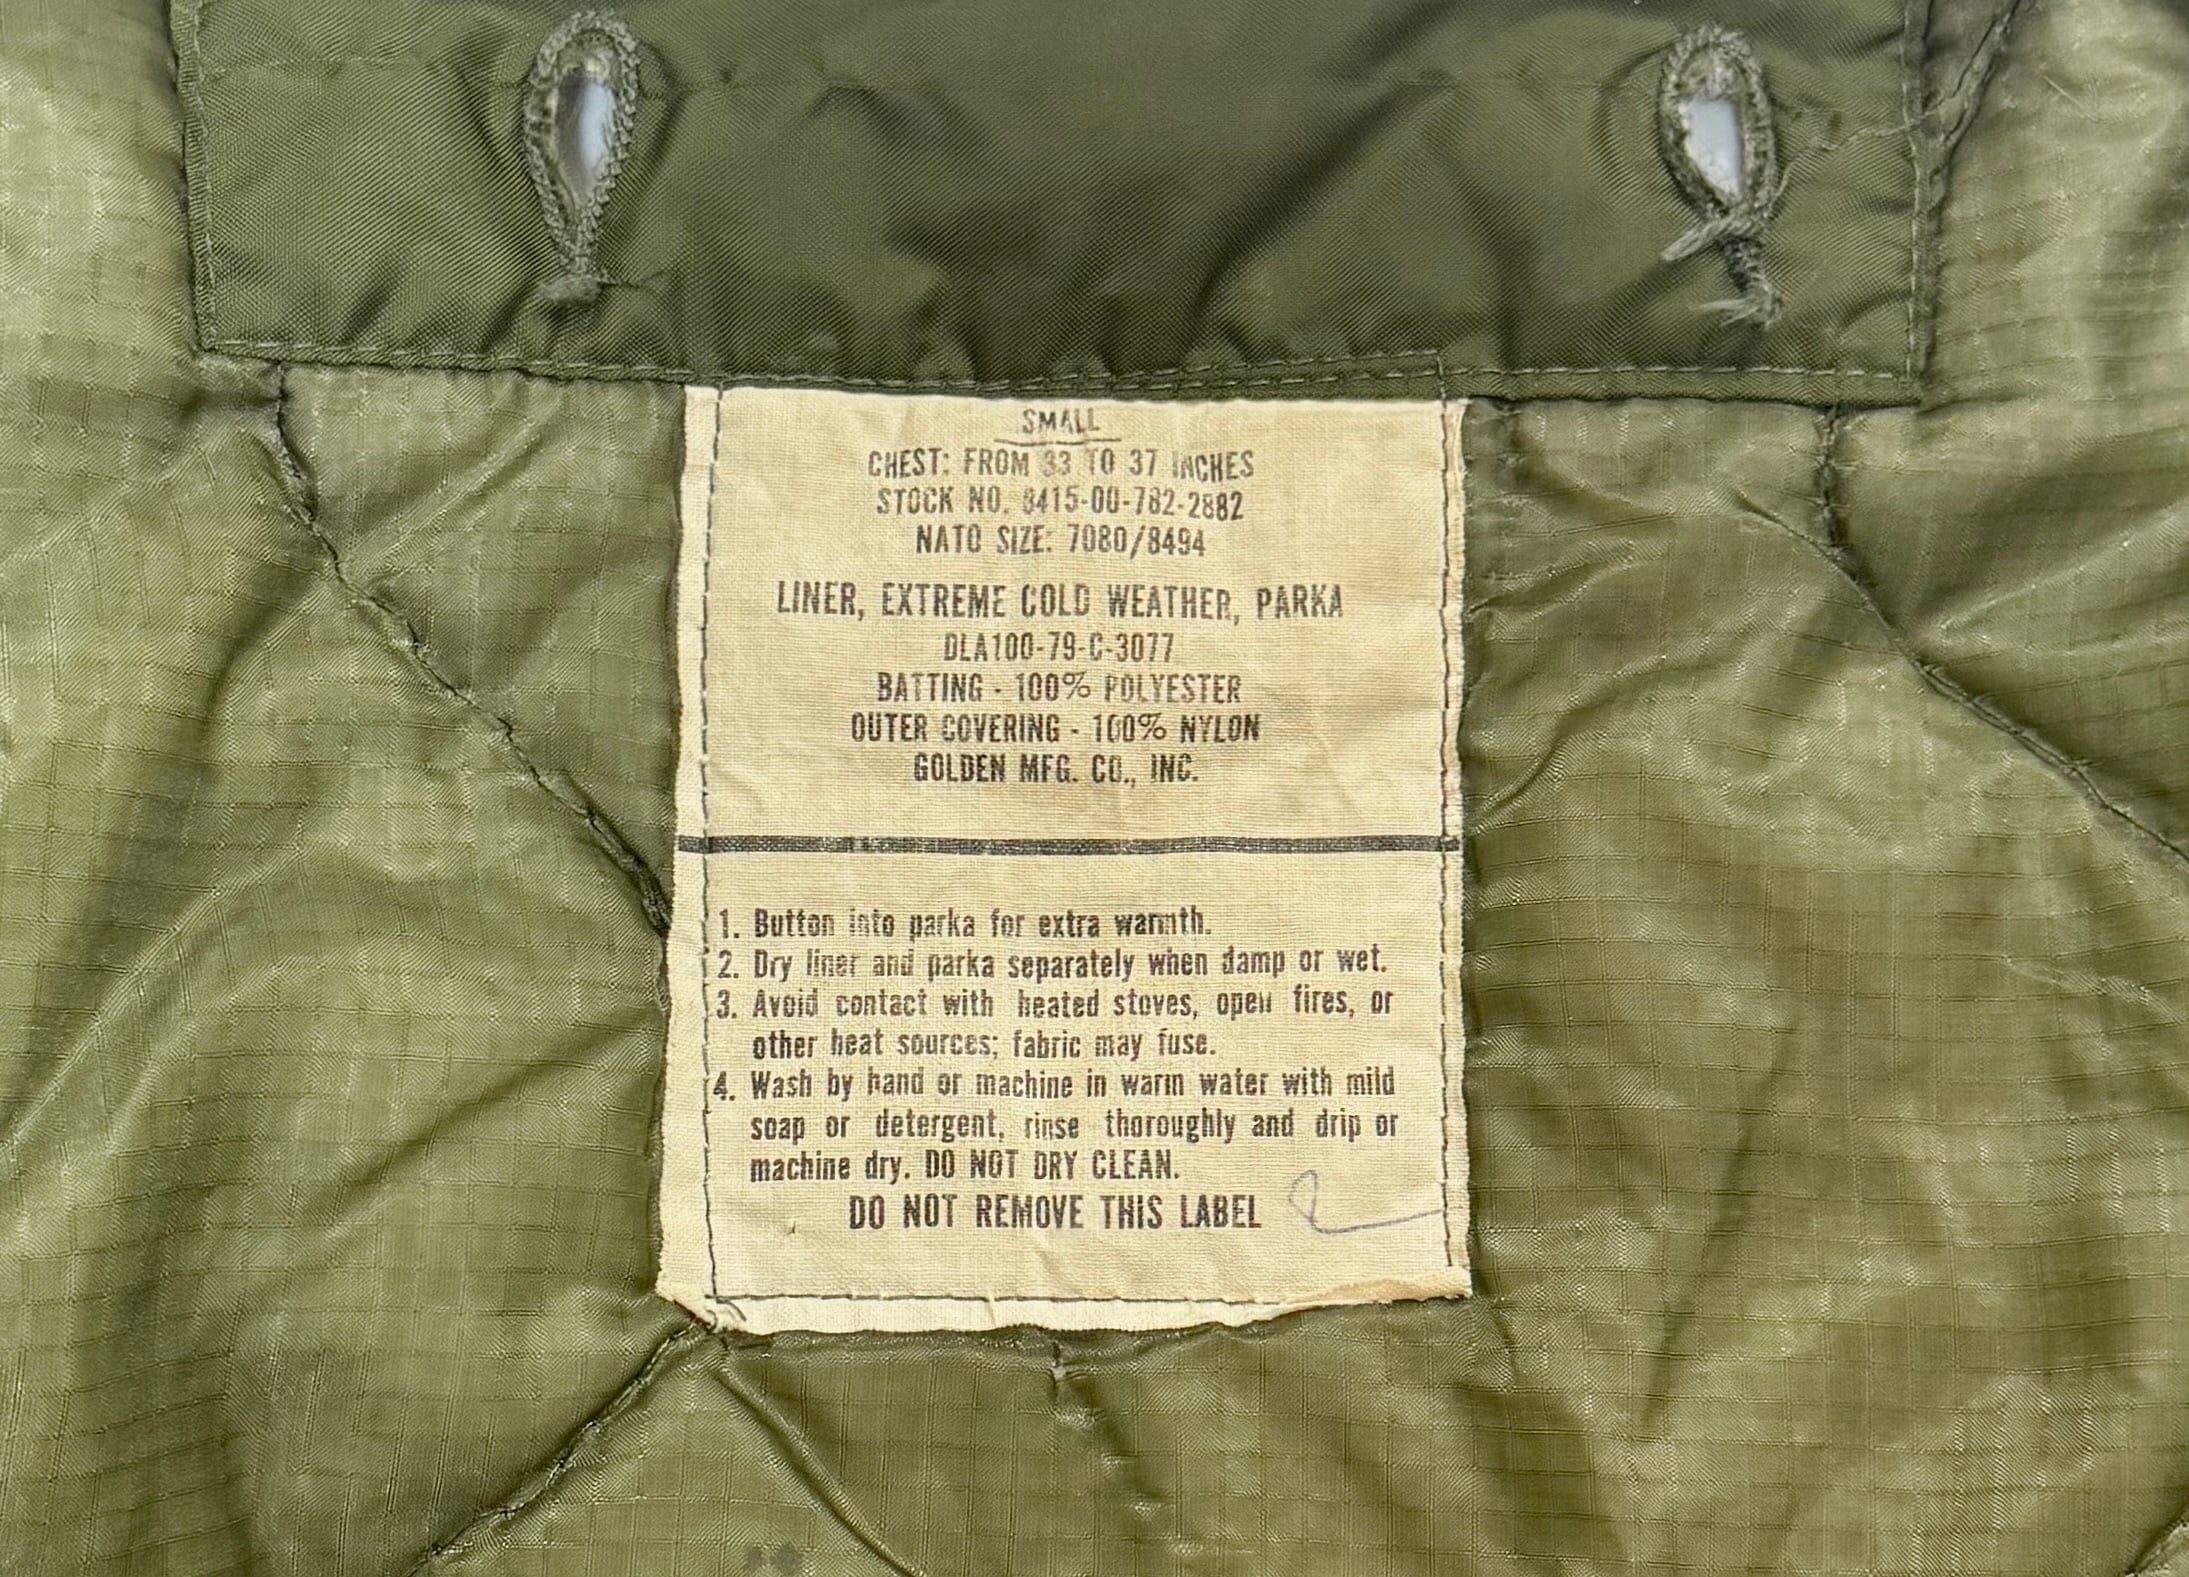 SMALL
CHEST: FROM 33 TO 37 INCHES
STOCK NO. 8415-00-782-2882
NATO SIZE: 7080/8494
LINER, EXTREME COLD WEATHER, PARKA
DLA100-79-C-3077
BATTING - 100% POLYESTER
OUTER COVERING - 100% NYLON
GOLDEN MFG. CO., INC.
1. Button into parka for extra warmth.
2. Dry liner and parka separately when damp or wet.
3. Avoid contact with heated stoves, open fires, or
other heat sources; fabric may fuse.
4. Wash by hand or machine in warm water with mild
soap or detergent, rinse thoroughly and drip or
machine dry. DO NOT DRY CLEAN.
DO NOT REMOVE THIS LABEL